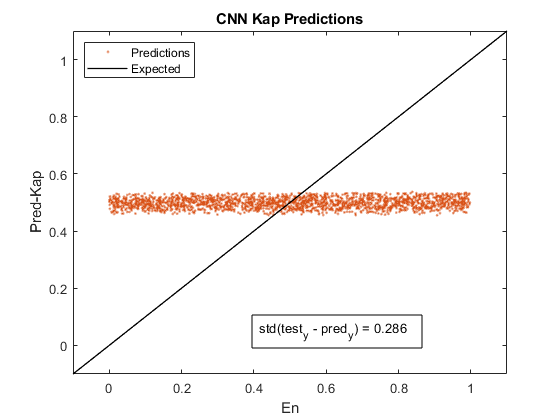 CNN Kap Predictions
Predictions
Expected
Pred-Kap
1
0.8
0.6
0.4
0.2
0
std(test_y - pred_y) = 0.286
0 0.2 0.4 0.6 0.8 1
En